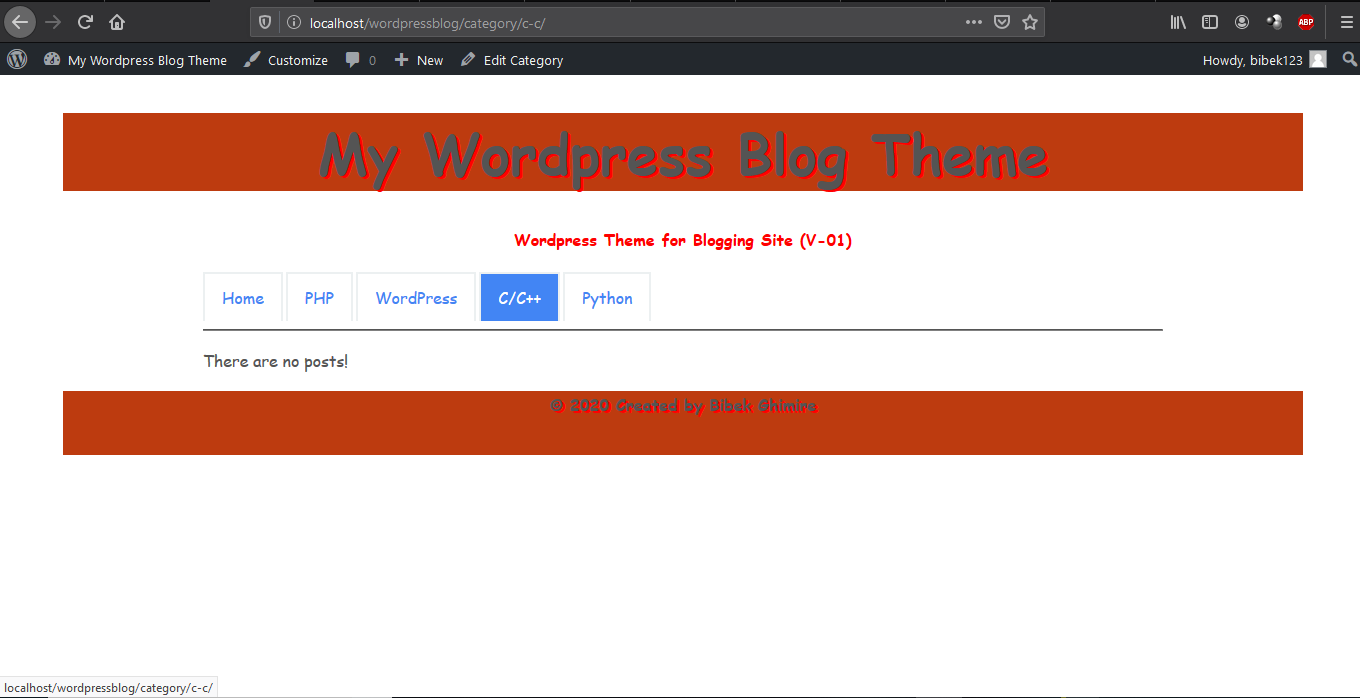 localhost/wordpressblog/category/c-c/
ABP
My Wordpress Blog Theme Customize 0 New Edit Category Howdy, bibek123
My Wordpress Blog Theme
Wordpress Theme for Blogging Site (V-01)
Home PHP WordPress C/C++ Python
There are no posts!
© 2020 Created by Bibek Ghimire
localhost/wordpressblog/category/c-c/